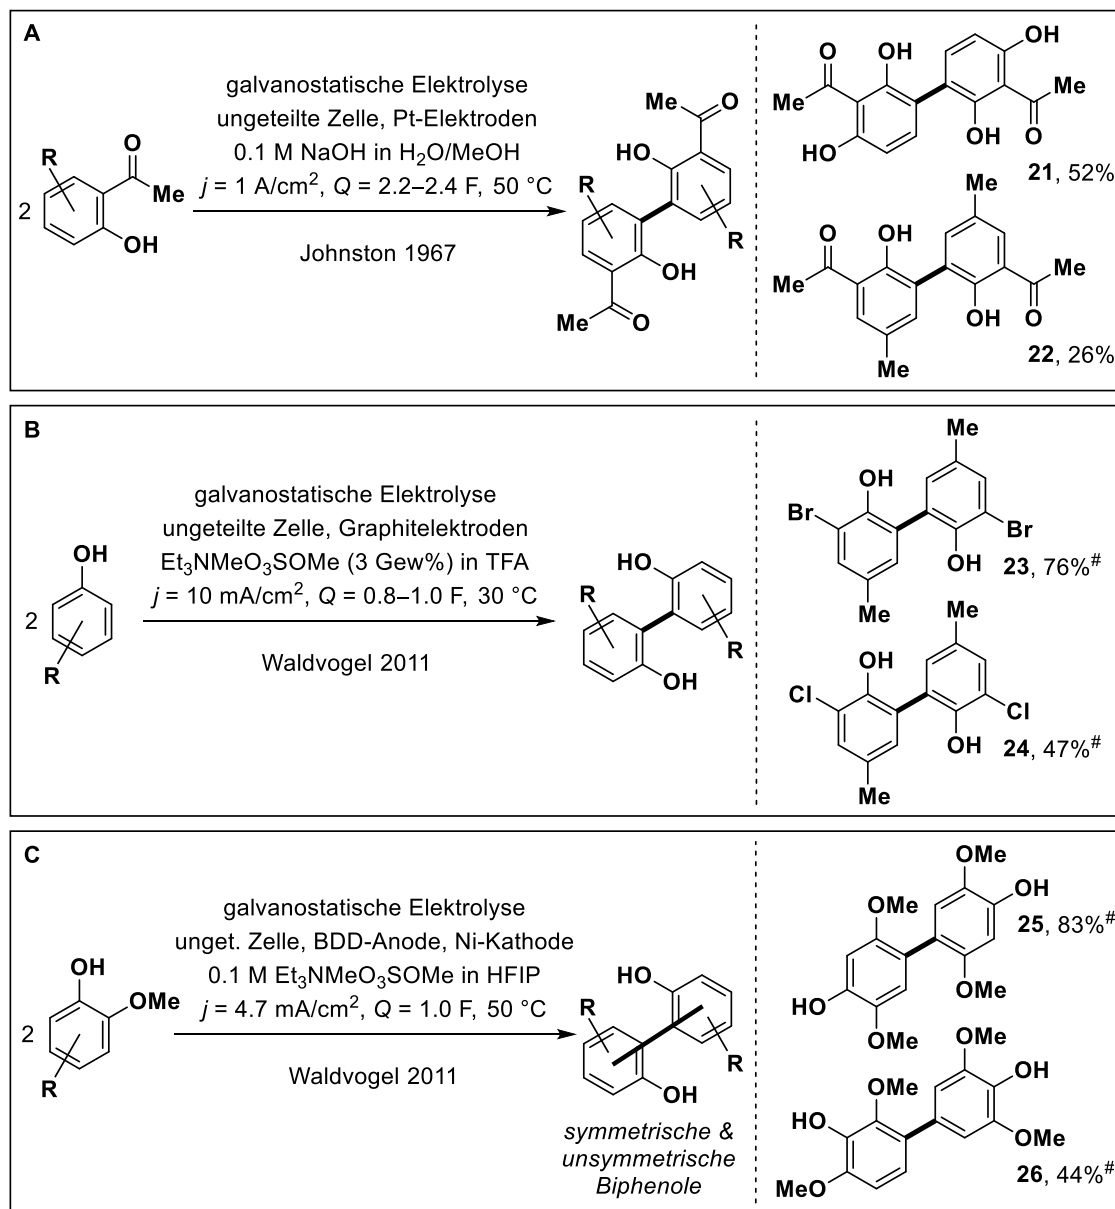 A
galvanostatische Elektrolyse
ungeteilte Zelle, Pt-Elektroden
0.1 M NaOH in H₂O/MeOH
j = 1 A/cm², Q = 2.2–2.4 F, 50 °C
Johnston 1967
2
R
O
Me
OH
Me
O
HO
R
R
OH
Me
O
O
OH
OH
Me
Me
HO
OH
O
21, 52%
Me
O
OH
O
Me
Me
OH
O
Me
22, 26%
B
galvanostatische Elektrolyse
ungeteilte Zelle, Graphitelektroden
Et₃NMeO₃SOMe (3 Gew%) in TFA
j = 10 mA/cm², Q = 0.8–1.0 F, 30 °C
Waldvogel 2011
2
OH
R
HO
R
R
OH
Me
OH
Br
Br
OH
Me
23, 76%#
Me
OH
Cl
Cl
OH
Me
24, 47%#
C
galvanostatische Elektrolyse
unget. Zelle, BDD-Anode, Ni-Kathode
0.1 M Et₃NMeO₃SOMe in HFIP
j = 4.7 mA/cm², Q = 1.0 F, 50 °C
Waldvogel 2011
2
OH
OMe
R
HO
R
R
OH
symmetrische &
unsymmetrische
Biphenole
OMe
OMe
OH
25, 83%#
HO
OMe
OMe
OMe
OMe
OH
HO
OMe
MeO
26, 44%#